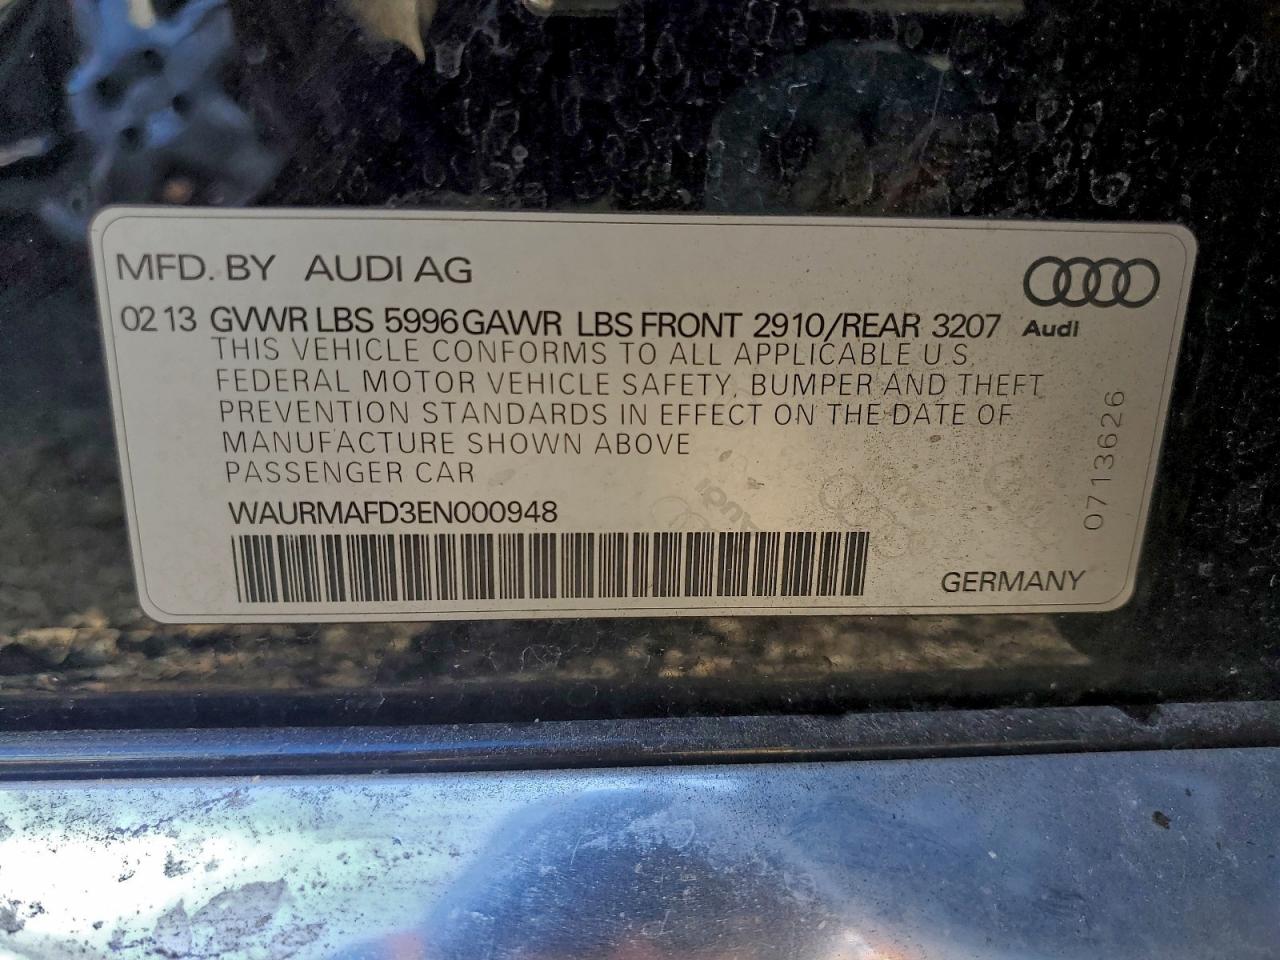 MFD. BY AUDI AG
02 13 GVWR LBS 5996 GAWR LBS FRONT 2910/REAR 3207
Audi
THIS VEHICLE CONFORMS TO ALL APPLICABLE U.S.
FEDERAL MOTOR VEHICLE SAFETY, BUMPER AND THEFT
PREVENTION STANDARDS IN EFFECT ON THE DATE OF
MANUFACTURE SHOWN ABOVE
PASSENGER CAR
WAURMAFD3EN000948
0713626
GERMANY